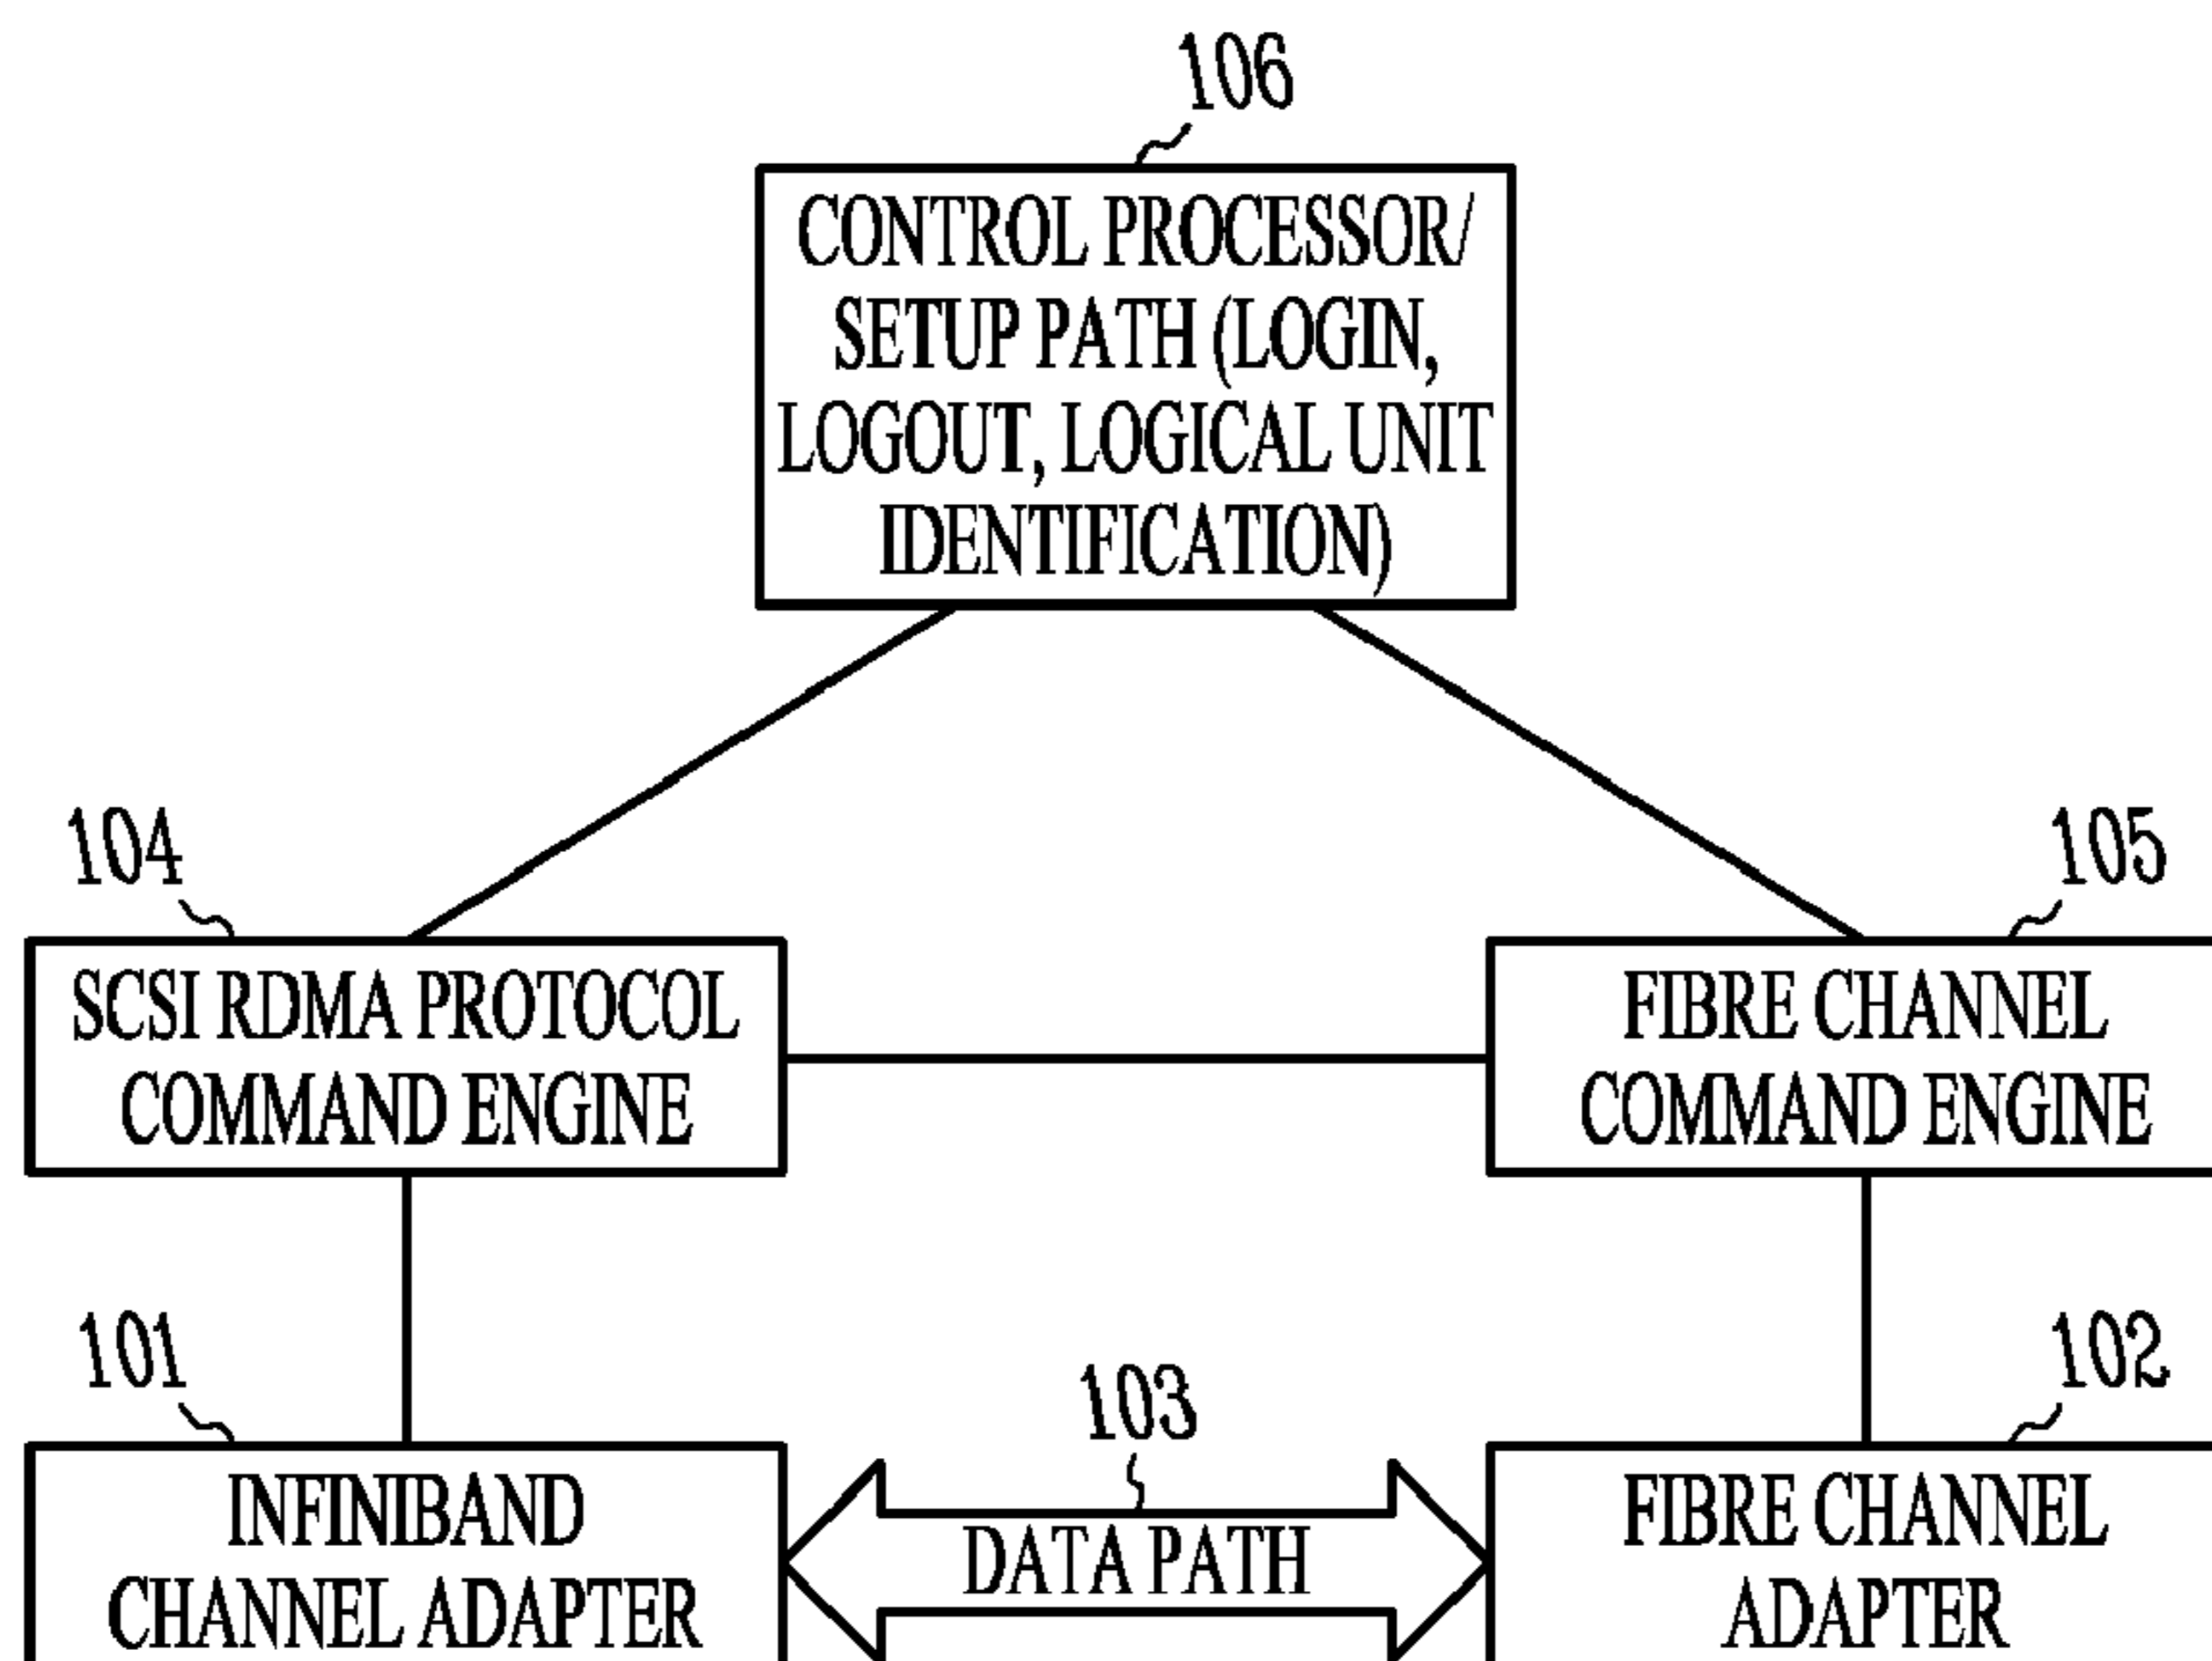 106
CONTROL PROCESSOR/
SETUP PATH (LOGIN,
LOGOUT, LOGICAL UNIT
IDENTIFICATION)
104
105
SCSI RDMA PROTOCOL
COMMAND ENGINE
FIBRE CHANNEL
COMMAND ENGINE
101
103
102
INFINIBAND
CHANNEL ADAPTER
DATA PATH
FIBRE CHANNEL
ADAPTER